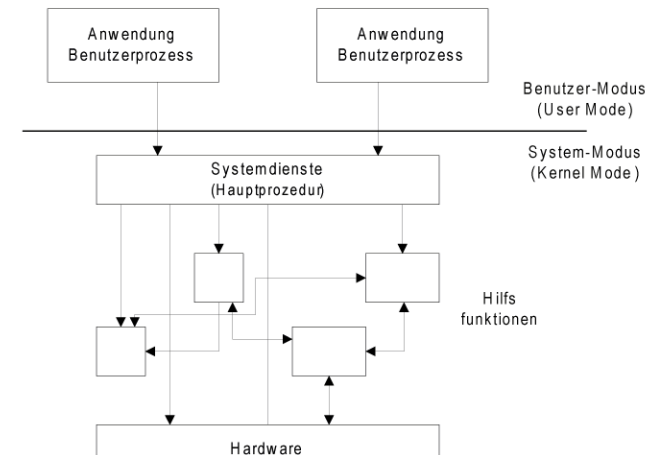 Anwendung
Benutzerprozess
Anwendung
Benutzerprozess
Benutzer-Modus
(User Mode)
System-Modus
(Kernel Mode)
Systemdienste
(Hauptprozedur)
Hilfs
funktionen
Hardware